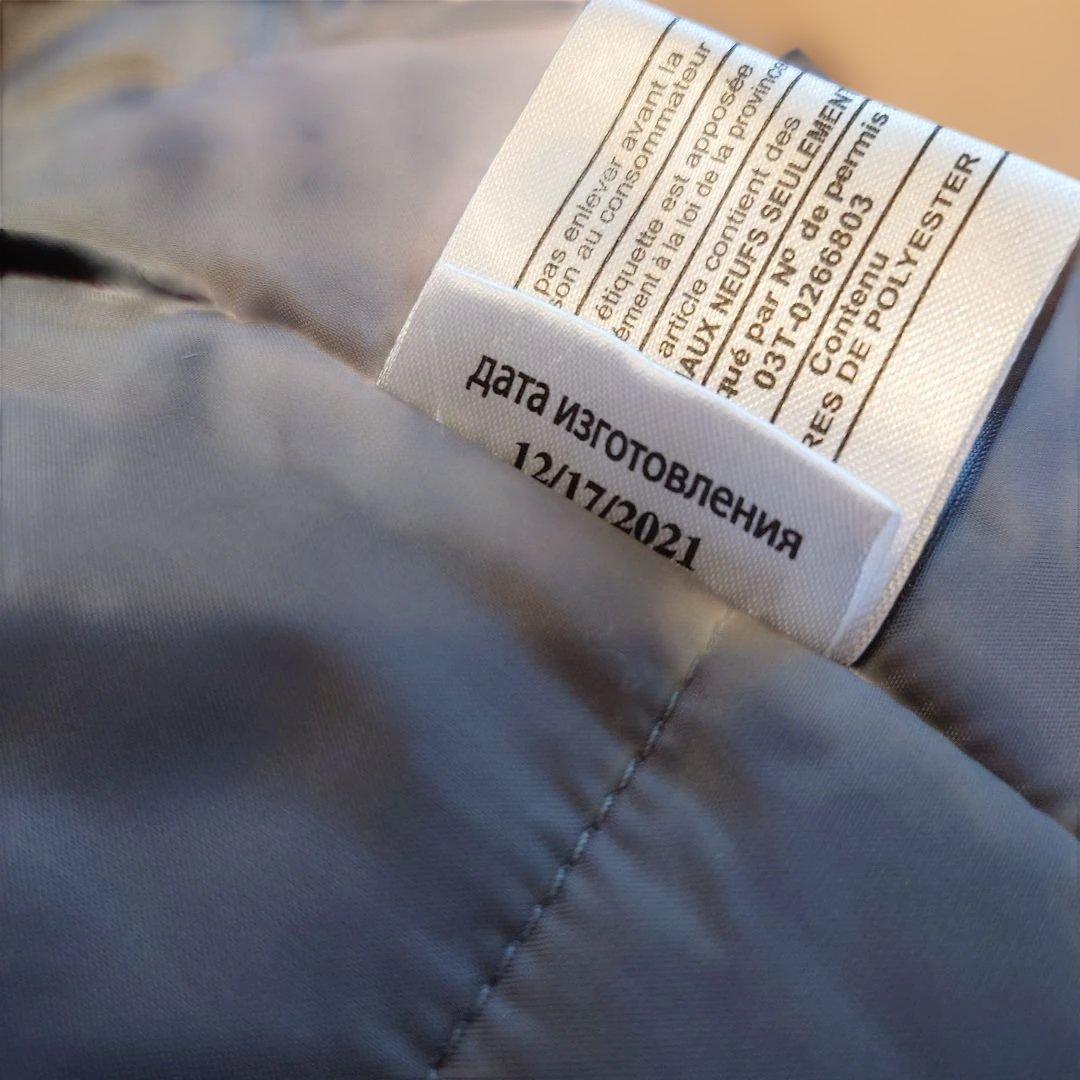 pas enlever avant la
son au consommateur
étiquette est apposée
ément à la loi de la province
article contient des
IAUX NEUFS SEULEMENT
qué par Nº de permis
03T-0266803
Contenu
RES DE POLYESTER
дата изготовления
12/17/2021